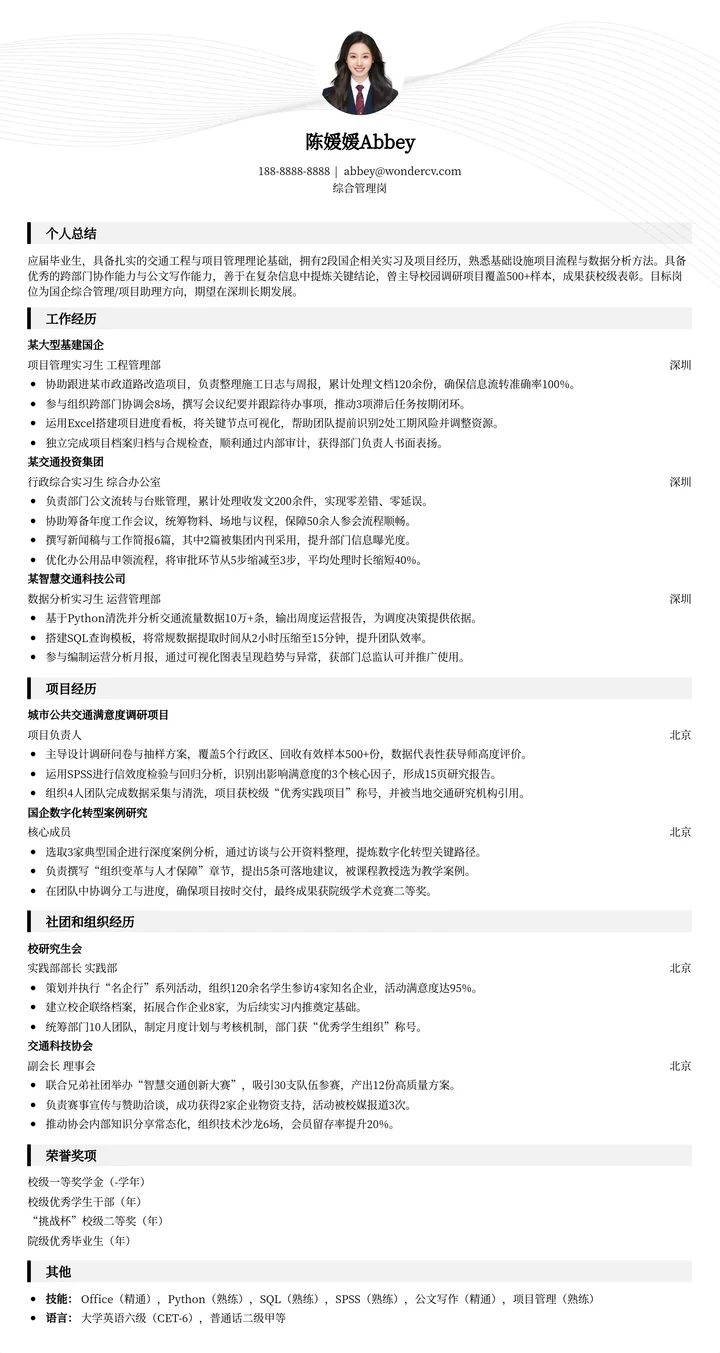 陈媛媛Abbey
188-8888-8888 | abbey@wondercv.com
综合管理岗
个人总结
应届毕业生，具备扎实的交通工程与项目管理理论基础，拥有2段国企相关实习及项目经历，熟悉基础设施项目流程与数据分析方法。具备
优秀的跨部门协作能力与公文写作能力，善于在复杂信息中提炼关键结论，曾主导校园调研项目覆盖500+样本，成果获校级表彰。目标岗
位为国企综合管理/项目助理方向，期望在深圳长期发展。
工作经历
某大型基建国企
项目管理实习生 工程管理部 深圳
• 协助跟进某市政道路改造项目，负责整理施工日志与周报，累计处理文档120余份，确保信息流转准确率100%。
• 参与组织跨部门协调会8场，撰写会议纪要并跟踪待办事项，推动3项滞后任务按期闭环。
• 运用Excel搭建项目进度看板，将关键节点可视化，帮助团队提前识别2处工期风险并调整资源。
• 独立完成项目档案归档与合规检查，顺利通过内部审计，获得部门负责人书面表扬。
某交通投资集团
行政综合实习生 综合办公室 深圳
• 负责部门公文流转与台账管理，累计处理收发文200余件，实现零差错、零延误。
• 协助筹备年度工作会议，统筹物料、场地与议程，保障50余人参会流程顺畅。
• 撰写新闻稿与工作简报6篇，其中2篇被集团内刊采用，提升部门信息曝光度。
• 优化办公用品申领流程，将审批环节从5步缩减至3步，平均处理时长缩短40%。
某智慧交通科技公司
数据分析实习生 运营管理部 深圳
• 基于Python清洗并分析交通流量数据10万+条，输出周度运营报告，为调度决策提供依据。
• 搭建SQL查询模板，将常规数据提取时间从2小时压缩至15分钟，提升团队效率。
• 参与编制运营分析月报，通过可视化图表呈现趋势与异常，获部门总监认可并推广使用。
项目经历
城市公共交通满意度调研项目
项目负责人 北京
• 主导设计调研问卷与抽样方案，覆盖5个行政区、回收有效样本500+份，数据代表性获导师高度评价。
• 运用SPSS进行信效度检验与回归分析，识别出影响满意度的3个核心因子，形成15页研究报告。
• 组织4人团队完成数据采集与清洗，项目获校级“优秀实践项目”称号，并被当地交通研究机构引用。
国企数字化转型案例研究
核心成员 北京
• 选取3家典型国企进行深度案例分析，通过访谈与公开资料整理，提炼数字化转型关键路径。
• 负责撰写“组织变革与人才保障”章节，提出5条可落地建议，被课程教授选为教学案例。
• 在团队中协调分工与进度，确保项目按时交付，最终成果获院级学术竞赛二等奖。
社团和组织经历
校研究生会
实践部部长 实践部 北京
• 策划并执行“名企行”系列活动，组织120余名学生参访4家知名企业，活动满意度达95%。
• 建立校企联络档案，拓展合作企业8家，为后续实习内推奠定基础。
• 统筹部门10人团队，制定月度计划与考核机制，部门获“优秀学生组织”称号。
交通科技协会
副会长 理事会 北京
• 联合兄弟社团举办“智慧交通创新大赛”，吸引30支队伍参赛，产出12份高质量方案。
• 负责赛事宣传与赞助洽谈，成功获得2家企业物资支持，活动被校媒报道3次。
• 推动协会内部知识分享常态化，组织技术沙龙6场，会员留存率提升20%。
荣誉奖项
校级一等奖学金（-学年）
校级优秀学生干部（年）
“挑战杯”校级二等奖（年）
院级优秀毕业生（年）
其他
• 技能： Office（精通），Python（熟练），SQL（熟练），SPSS（熟练），公文写作（精通），项目管理（熟练）
• 语言： 大学英语六级（CET-6），普通话二级甲等